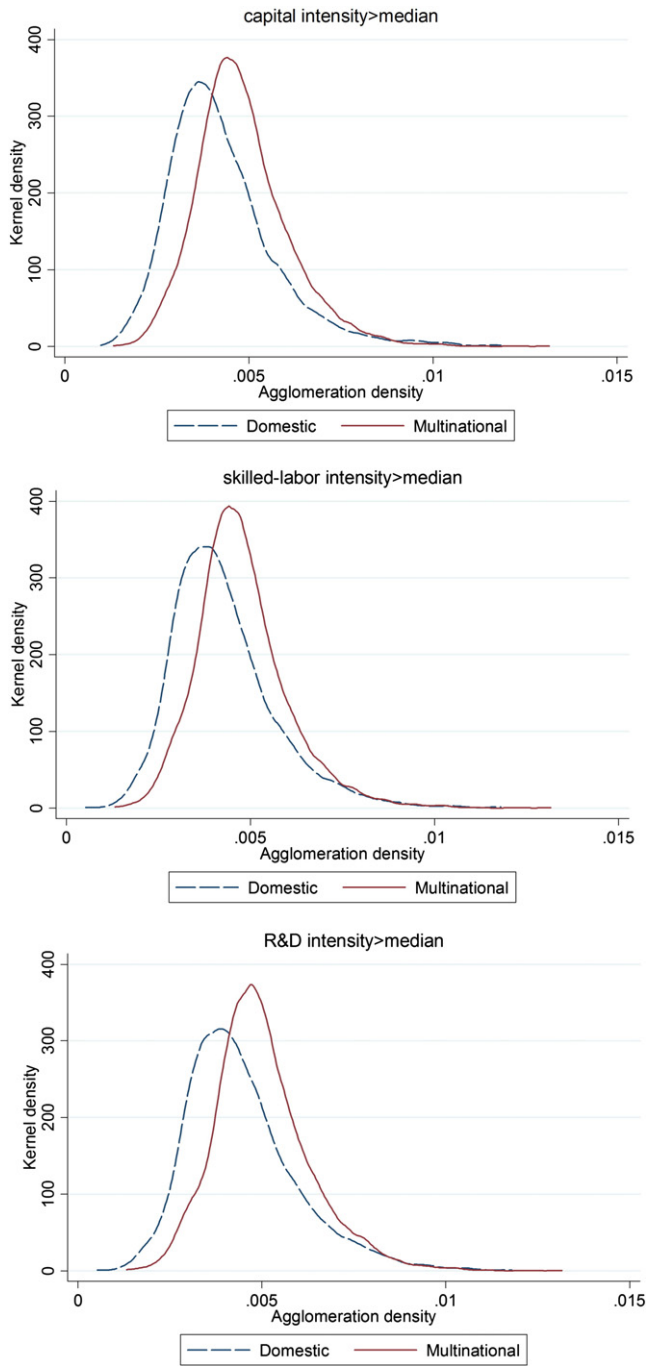 capital intensity>median
Kernel density
400
300
200
100
0
0 .005 .01 .015
Agglomeration density
Domestic Multinational
skilled-labor intensity>median
Kernel density
400
300
200
100
0
0 .005 .01 .015
Agglomeration density
Domestic Multinational
R&D intensity>median
Kernel density
400
300
200
100
0
0 .005 .01 .015
Agglomeration density
Domestic Multinational